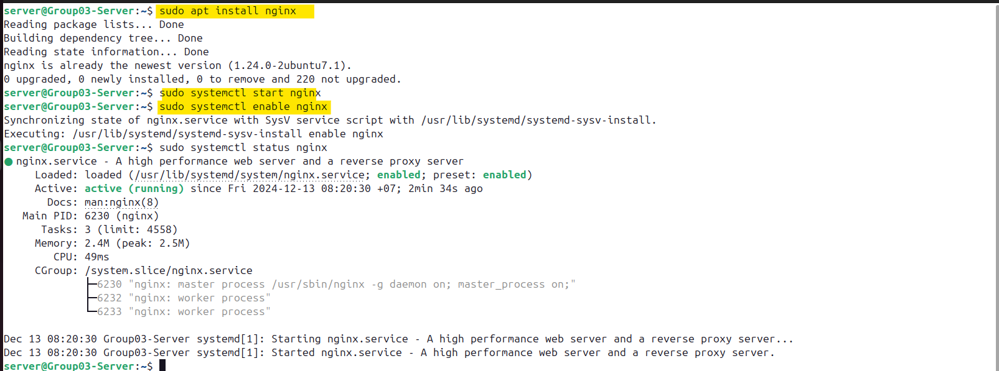 server@Group03-Server:~$ sudo apt install nginx
Reading package lists... Done
Building dependency tree... Done
Reading state information... Done
nginx is already the newest version (1.24.0-2ubuntu7.1).
0 upgraded, 0 newly installed, 0 to remove and 220 not upgraded.
server@Group03-Server:~$ sudo systemctl start nginx
server@Group03-Server:~$ sudo systemctl enable nginx
Synchronizing state of nginx.service with SysV service script with /usr/lib/systemd/systemd-sysv-install.
Executing: /usr/lib/systemd/systemd-sysv-install enable nginx
server@Group03-Server:~$ sudo systemctl status nginx
● nginx.service - A high performance web server and a reverse proxy server
Loaded: loaded (/usr/lib/systemd/system/nginx.service; enabled; preset: enabled)
Active: active (running) since Fri 2024-12-13 08:20:30 +07; 2min 34s ago
Docs: man:nginx(8)
Main PID: 6230 (nginx)
Tasks: 3 (limit: 4558)
Memory: 2.4M (peak: 2.5M)
CPU: 49ms
CGroup: /system.slice/nginx.service
├─6230 "nginx: master process /usr/sbin/nginx -g daemon on; master_process on;"
├─6232 "nginx: worker process"
└─6233 "nginx: worker process"
Dec 13 08:20:30 Group03-Server systemd[1]: Starting nginx.service - A high performance web server and a reverse proxy server...
Dec 13 08:20:30 Group03-Server systemd[1]: Started nginx.service - A high performance web server and a reverse proxy server.
server@Group03-Server:~$